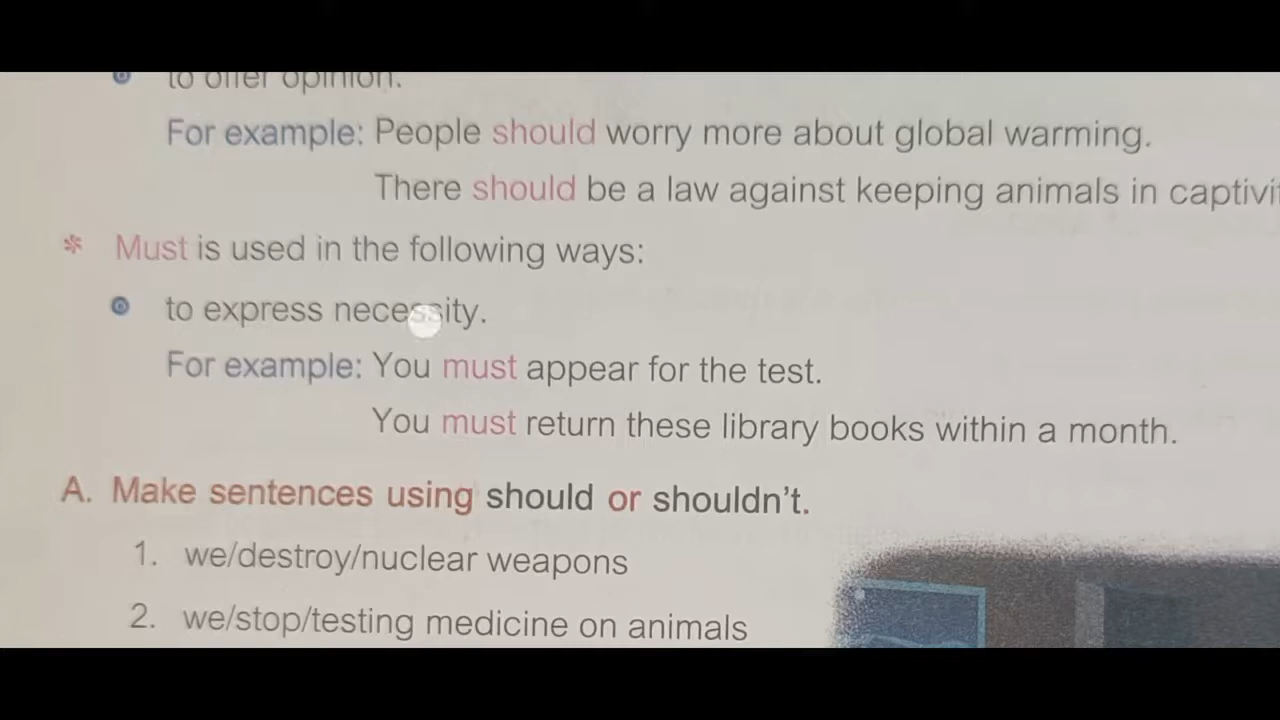 to offer opinion.
For example: People should worry more about global warming.
There should be a law against keeping animals in
* Must is used in the following ways:
to express necessity.
For example: You must appear for the test.
You must return these library books within a month.
A. Make sentences using should or shouldn't.
1. we/destroy/nuclear weapons
2. we/stop/testing medicine on animals